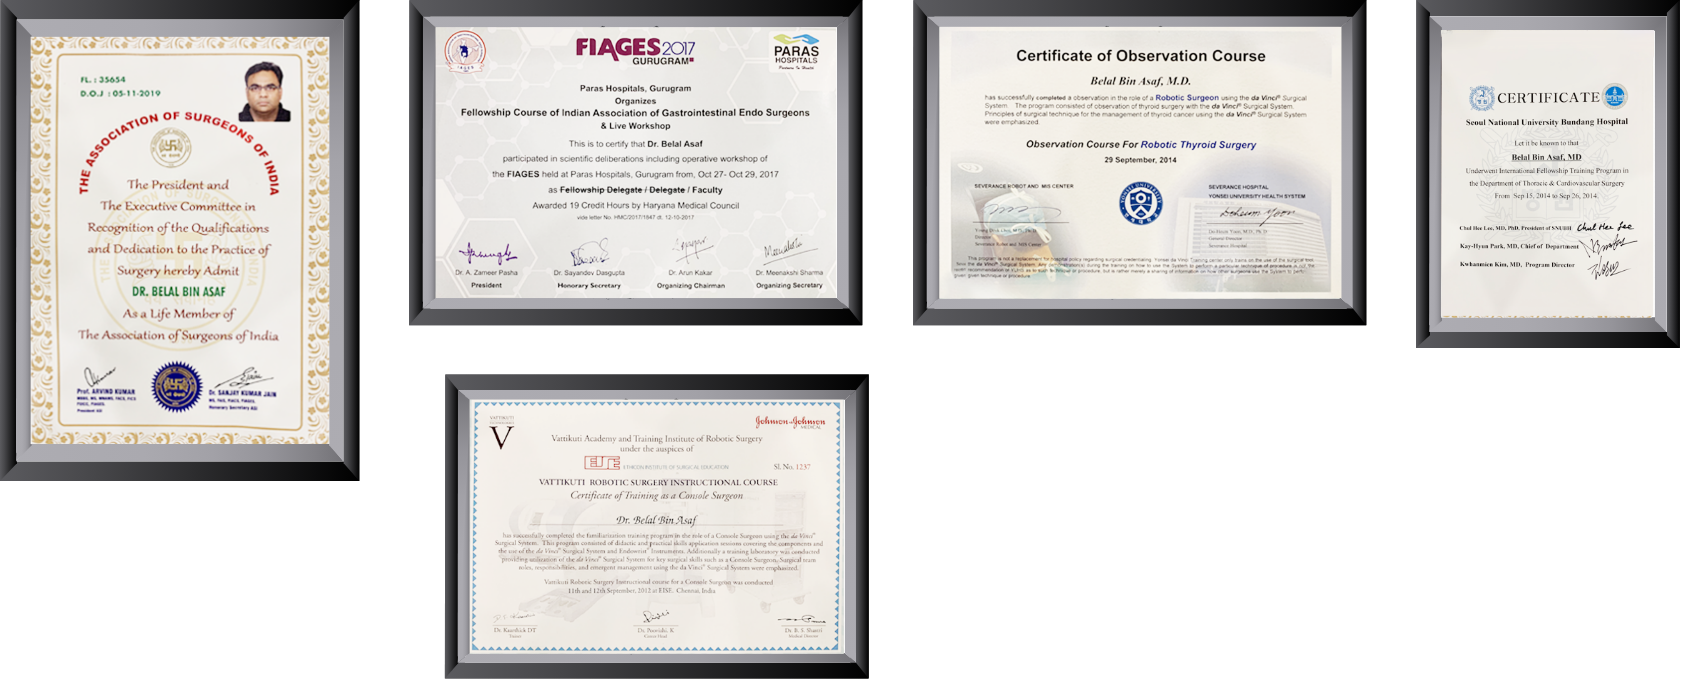 FL. : 35654
D.O.J : 05-11-2019
THE ASSOCIATION OF SURGEONS OF INDIA
The President and
The Executive Committee in
Recognition of the Qualifications
and Dedication to the Practice of
Surgery hereby Admit
DR. BELAL BIN ASAF
As a Life Member of
The Association of Surgeons of India
Prof. ARVIND KUMAR
President ASI
Dr. SANJAY KUMAR JAIN
Honorary Secretary ASI
FIAGES 2017
GURUGRAM
PARAS
HOSPITALS
Paras Hospitals, Gurugram
Organizes
Fellowship Course of Indian Association of Gastrointestinal Endo Surgeons
& Live Workshop
This is to certify that Dr. Belal Asaf
participated in scientific deliberations including operative workshop of
the FIAGES held at Paras Hospitals, Gurugram from, Oct 27- Oct 29, 2017
as Fellowship Delegate / Delegate / Faculty
Awarded 19 Credit Hours by Haryana Medical Council
vide letter No. HMC/2017/1847 dt. 12-10-2017
Dr. A. Zameer Pasha
President
Dr. Sayandev Dasgupta
Honorary Secretary
Dr. Arun Kakar
Organizing Chairman
Dr. Meenakshi Sharma
Organizing Secretary
Certificate of Observation Course
Belal Bin Asaf, M.D.
has successfully completed a observation in the role of a Robotic Surgeon using the da Vinci® Surgical
System. The program consisted of observation of thyroid surgery with the da Vinci® Surgical System.
Principles of surgical technique for the management of thyroid cancer using the da Vinci® Surgical System
were emphasized.
Observation Course For Robotic Thyroid Surgery
29 September, 2014
SEVERANCE ROBOT AND MIS CENTER
Director
YONSEI UNIVERSITY
SEVERANCE HOSPITAL
YONSEI UNIVERSITY HEALTH SYSTEM
General Director
Severance Hospital
CERTIFICATE
Seoul National University Bundang Hospital
Let it be known to that
Belal Bin Asaf, MD
Underwent International Fellowship Training Program in
the Department of Thoracic & Cardiovascular Surgery
From Sep 15, 2014 to Sep 26, 2014.
Chul Hee Lee, MD, PhD, President of SNUBH Chul Hee Lee
Kay-Hyun Park, MD, Chief of Department
Kwhanmien Kim, MD, Program Director
VATTIKUTI
V
Johnson & Johnson
MEDICAL
Vattikuti Academy and Training Institute of Robotic Surgery
under the auspices of
EISE ETHICON INSTITUTE OF SURGICAL EDUCATION
Sl. No. 1237
VATTIKUTI ROBOTIC SURGERY INSTRUCTIONAL COURSE
Certificate of Training as a Console Surgeon
Dr. Belal Bin Asaf
has successfully completed the familiarization training program in the role of a Console Surgeon using the da Vinci®
Surgical System. This program consisted of didactic and practical skills application sessions covering the components and
the use of the da Vinci® Surgical System and Endowrist® Instruments. Additionally a training laboratory was conducted
providing utilization of the da Vinci® Surgical System for key surgical skills such as a Console Surgeon, Surgical team
roles, responsibilities, and emergent management using the da Vinci® Surgical System were emphasized.
Vattikuti Robotic Surgery Instructional course for a Console Surgeon was conducted
11th and 12th September, 2012 at EISE, Chennai, India
Dr. Kaushick DT
Dr. Poovizhi. K
Dr. B. S. Shastri
Medical Director